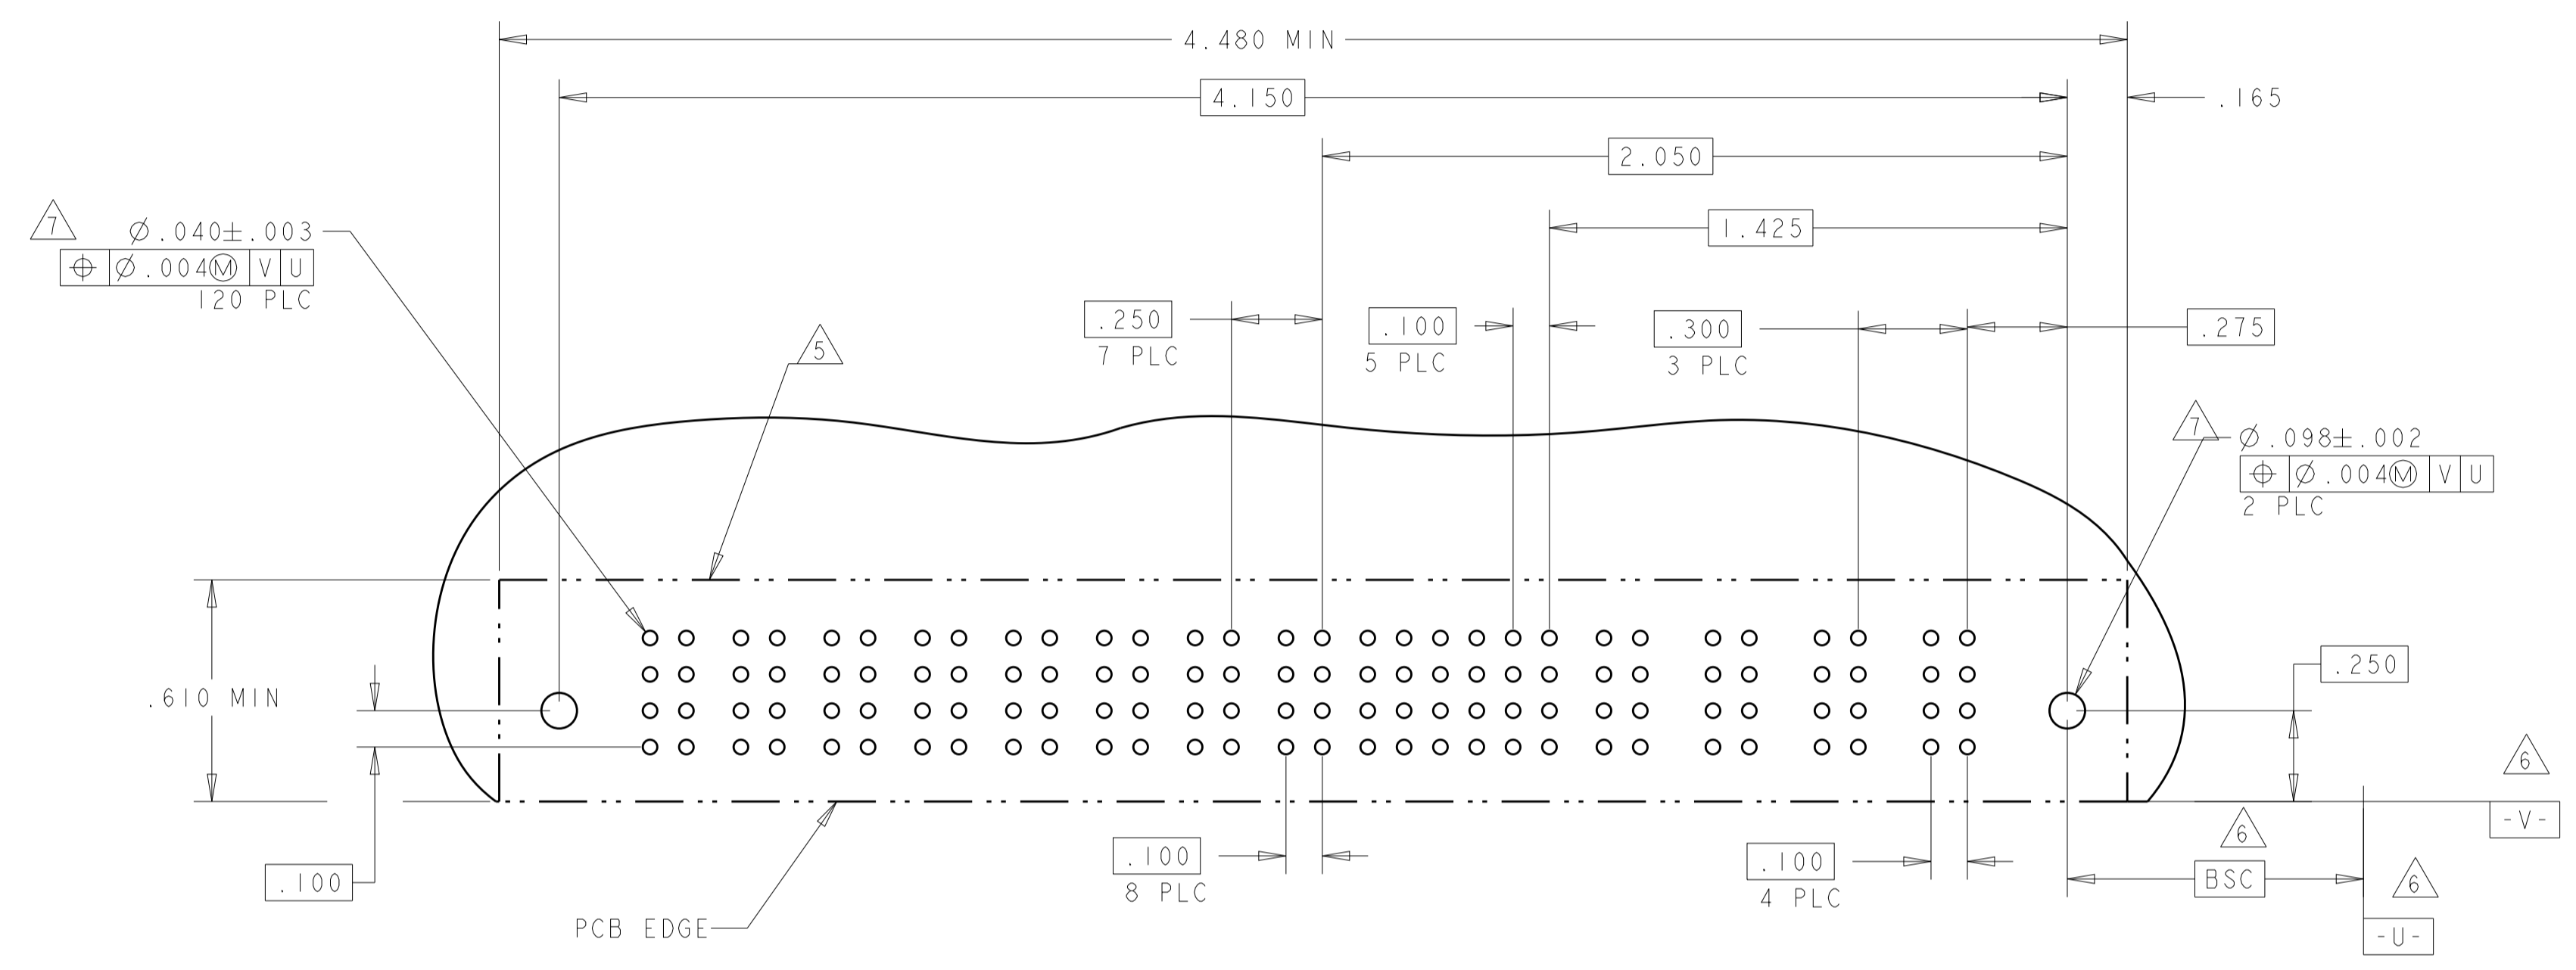 4.480 MIN
4.150
.165
2.050
1.425
7
Ø.040±.003
⌖ Ø.004Ⓜ V U
120 PLC
.250
7 PLC
.100
5 PLC
.300
3 PLC
.275
5
7
Ø.098±.002
⌖ Ø.004Ⓜ V U
2 PLC
.610 MIN
.250
6
-V-
6
.100
8 PLC
.100
4 PLC
.100
BSC
6
PCB EDGE
-U-